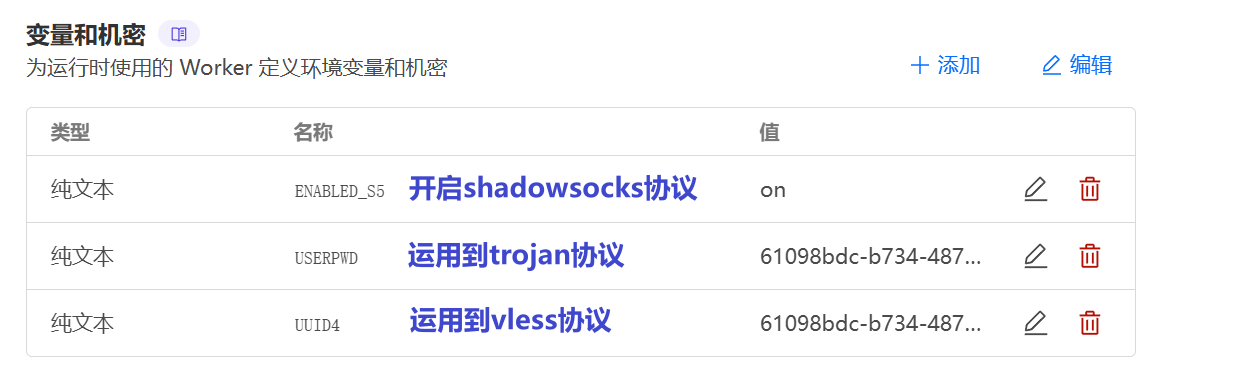 变量和机密
为运行时使用的 Worker 定义环境变量和机密
添加 编辑
类型 名称 值
纯文本 ENABLED_S5 开启shadowsocks协议 on
纯文本 USERPWD 运用到trojan协议 61098bdc-b734-487...
纯文本 UUID4 运用到vless协议 61098bdc-b734-487...